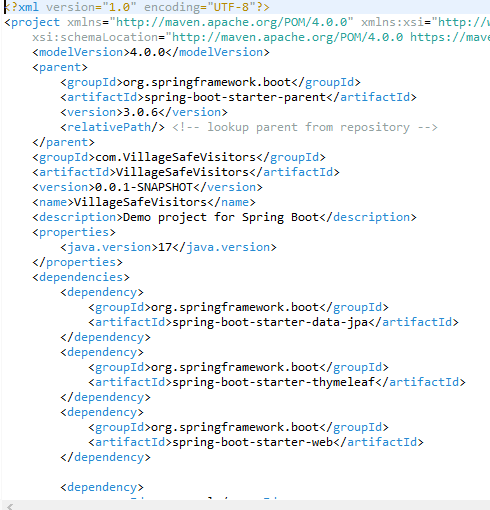 <?xml version="1.0" encoding="UTF-8"?>
<project xmlns="http://maven.apache.org/POM/4.0.0" xmlns:xsi="http://
xsi:schemaLocation="http://maven.apache.org/POM/4.0.0 https://mave
<modelVersion>4.0.0</modelVersion>
<parent>
<groupId>org.springframework.boot</groupId>
<artifactId>spring-boot-starter-parent</artifactId>
<version>3.0.6</version>
<relativePath/> <!-- lookup parent from repository -->
</parent>
<groupId>com.VillageSafeVisitors</groupId>
<artifactId>VillageSafeVisitors</artifactId>
<version>0.0.1-SNAPSHOT</version>
<name>VillageSafeVisitors</name>
<description>Demo project for Spring Boot</description>
<properties>
<java.version>17</java.version>
</properties>
<dependencies>
<dependency>
<groupId>org.springframework.boot</groupId>
<artifactId>spring-boot-starter-data-jpa</artifactId>
</dependency>
<dependency>
<groupId>org.springframework.boot</groupId>
<artifactId>spring-boot-starter-thymeleaf</artifactId>
</dependency>
<dependency>
<groupId>org.springframework.boot</groupId>
<artifactId>spring-boot-starter-web</artifactId>
</dependency>
<dependency>